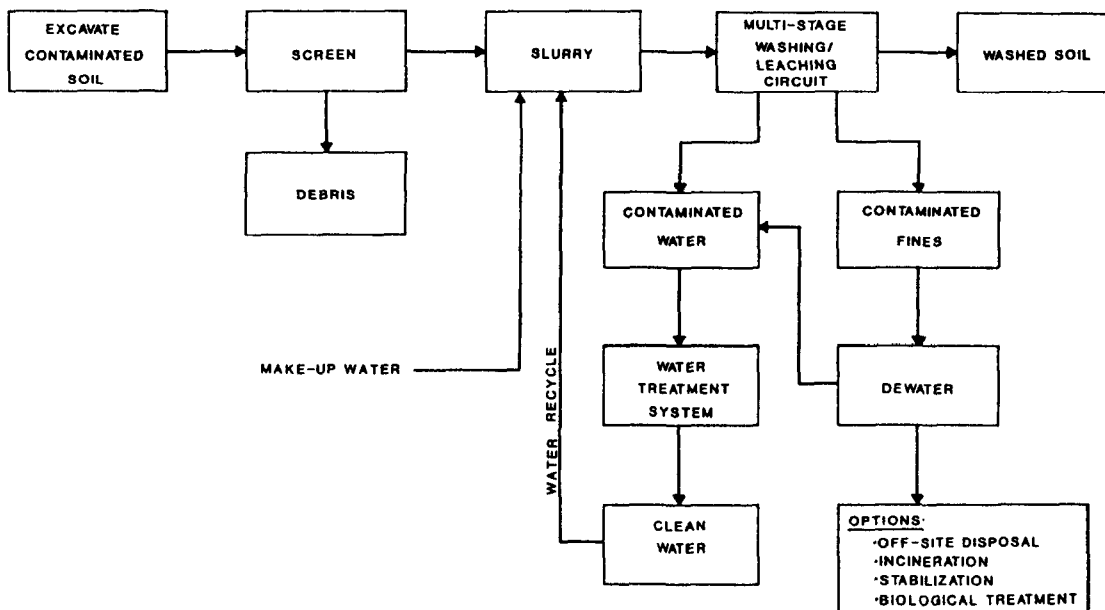 EXCAVATE
CONTAMINATED
SOIL
SCREEN
SLURRY
MULTI-STAGE
WASHING/
LEACHING
CIRCUIT
WASHED SOIL
DEBRIS
CONTAMINATED
WATER
CONTAMINATED
FINES
MAKE-UP WATER
WATER RECYCLE
WATER
TREATMENT
SYSTEM
DEWATER
CLEAN
WATER
OPTIONS:
·OFF-SITE DISPOSAL
·INCINERATION
·STABILIZATION
·BIOLOGICAL TREATMENT